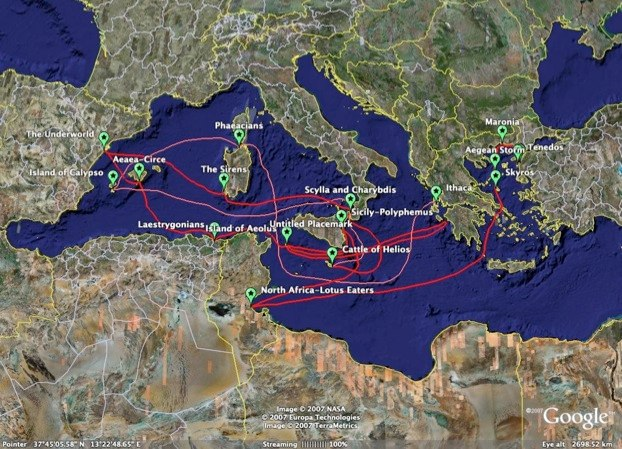 Maronia
Phaeacians
The Underworld
Tenedos
Aegean Storm
Aeaea-Circe
The Sirens
Island of Calypso
Skyros
Scylla and Charybdis
Ithaca
Sicily-Polyphemus
Laestrygonians
Untitled Placemark
Island of Aeolus
Cattle of Helios
North Africa-Lotus Eaters
Image © 2007 NASA
© 2007 Europa Technologies
Image © 2007 TerraMetrics
©2007 Google™
Pointer 37°45'05.58" N 13°22'48.65" E Streaming ||||||||| 100% Eye alt 2698.52 km